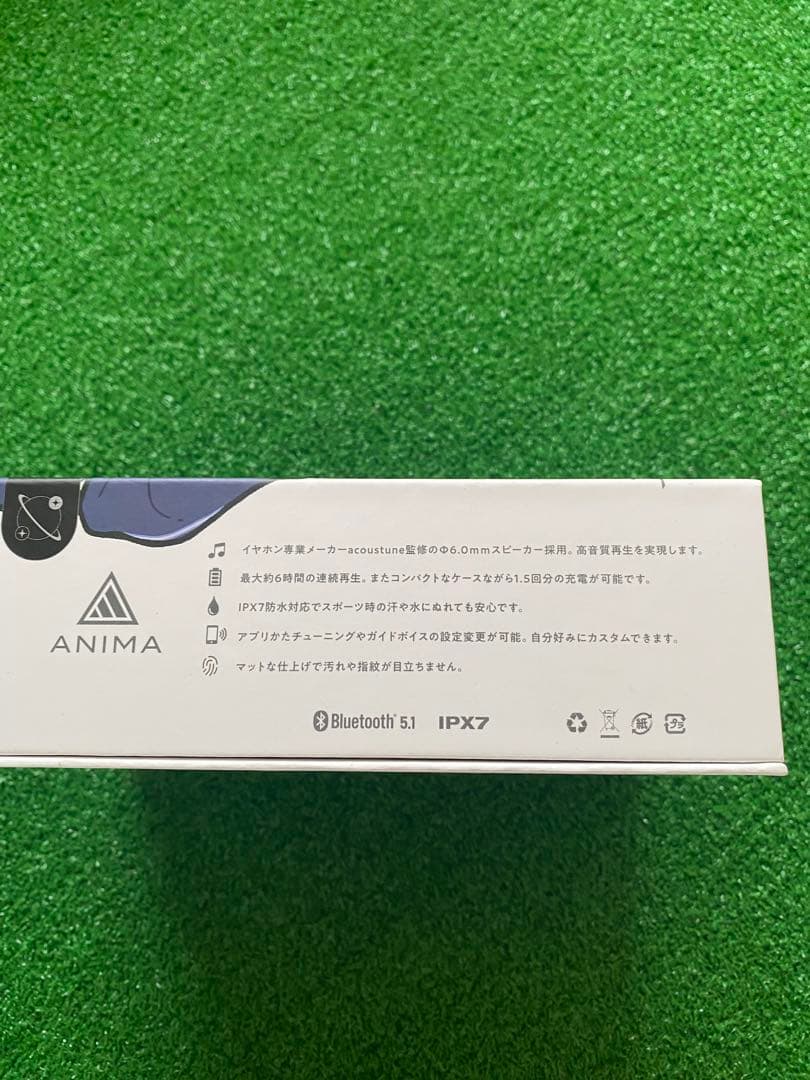 イヤホン専業メーカーacoustune監修のΦ6.0mmスピーカー採用。高音質再生を実現します。
最大約6時間の連続再生。またコンパクトなケースながら1.5回分の充電が可能です。
IPX7防水対応でスポーツ時の汗や水にぬれても安心です。
アプリかたチューニングやガイドボイスの設定変更が可能。自分好みにカスタムできます。
マットな仕上げで汚れや指紋が目立ちません。
ANIMA
Bluetooth® 5.1 IPX7
紙 プラ